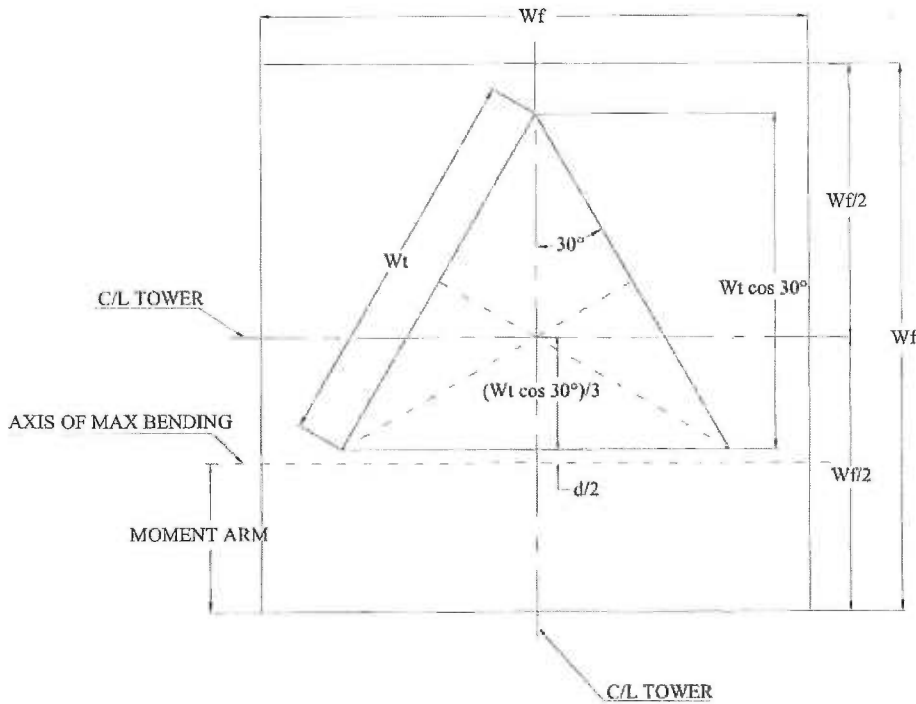 Wf
Wf/2
30°
Wt
Wt cos 30°
C/L TOWER
Wf
(Wt cos 30°)/3
AXIS OF MAX BENDING
Wf/2
d/2
MOMENT ARM
C/L TOWER